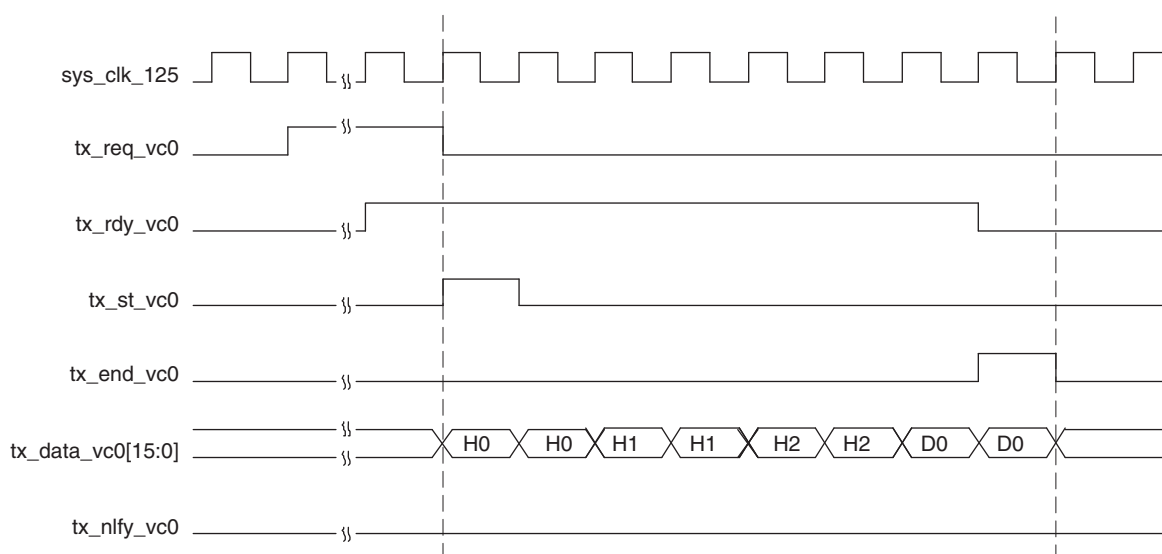 sys_clk_125
tx_req_vc0
tx_rdy_vc0
tx_st_vc0
tx_end_vc0
tx_data_vc0[15:0] H0 H0 H1 H1 H2 H2 D0 D0
tx_nlfy_vc0